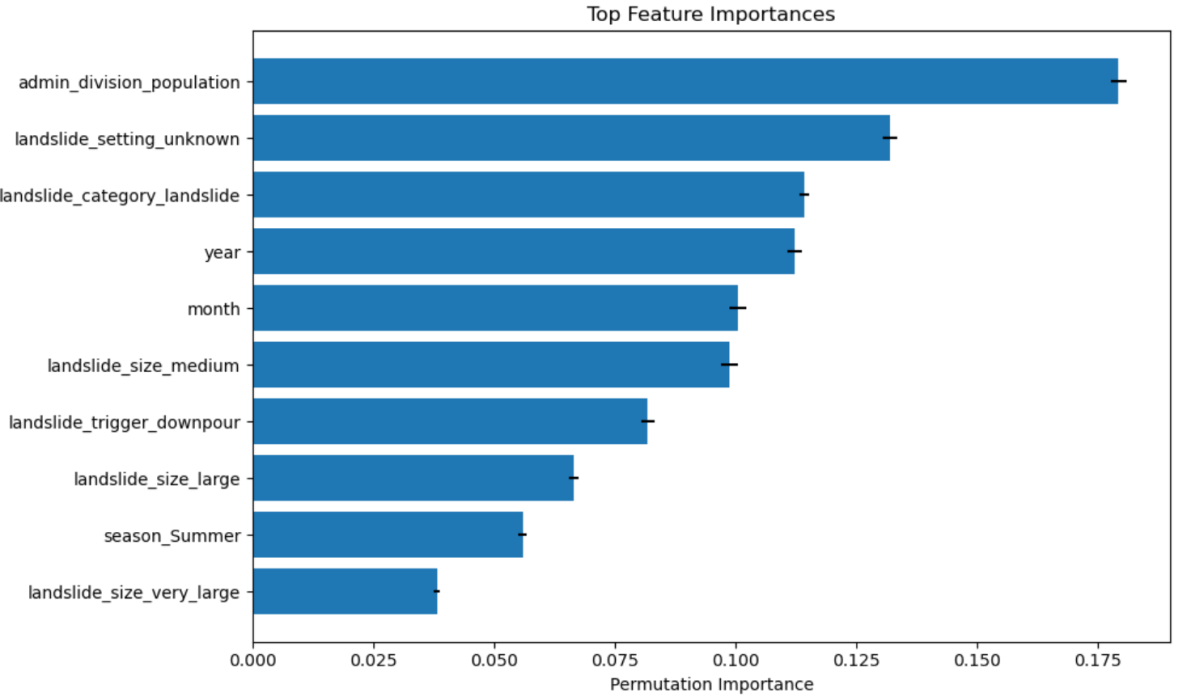 Top Feature Importances
admin_division_population
landslide_setting_unknown
landslide_category_landslide
year
month
landslide_size_medium
landslide_trigger_downpour
landslide_size_large
season_Summer
landslide_size_very_large
0.000 0.025 0.050 0.075 0.100 0.125 0.150 0.175
Permutation Importance